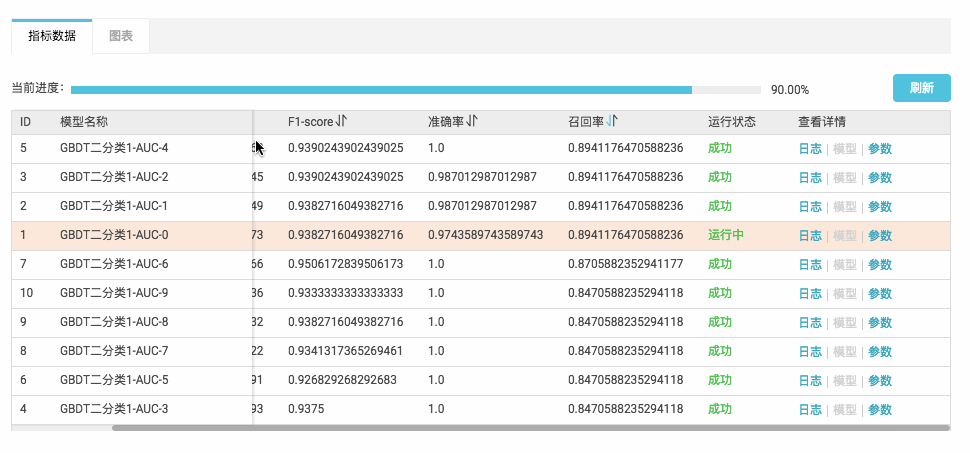 指标数据 图表
当前进度: 90.00% 刷新
ID 模型名称 F1-score 准确率 召回率 运行状态 查看详情
5 GBDT二分类1-AUC-4 0.9390243902439025 1.0 0.8941176470588236 成功 日志 | 模型 | 参数
3 GBDT二分类1-AUC-2 45 0.9390243902439025 0.987012987012987 0.8941176470588236 成功 日志 | 模型 | 参数
2 GBDT二分类1-AUC-1 49 0.9382716049382716 0.987012987012987 0.8941176470588236 成功 日志 | 模型 | 参数
1 GBDT二分类1-AUC-0 73 0.9382716049382716 0.9743589743589743 0.8941176470588236 运行中 日志 | 模型 | 参数
7 GBDT二分类1-AUC-6 66 0.9506172839506173 1.0 0.8705882352941177 成功 日志 | 模型 | 参数
10 GBDT二分类1-AUC-9 36 0.9333333333333333 1.0 0.8470588235294118 成功 日志 | 模型 | 参数
9 GBDT二分类1-AUC-8 32 0.9382716049382716 1.0 0.8470588235294118 成功 日志 | 模型 | 参数
8 GBDT二分类1-AUC-7 22 0.9341317365269461 1.0 0.8470588235294118 成功 日志 | 模型 | 参数
6 GBDT二分类1-AUC-5 91 0.926829268292683 1.0 0.8470588235294118 成功 日志 | 模型 | 参数
4 GBDT二分类1-AUC-3 93 0.9375 1.0 0.8470588235294118 成功 日志 | 模型 | 参数